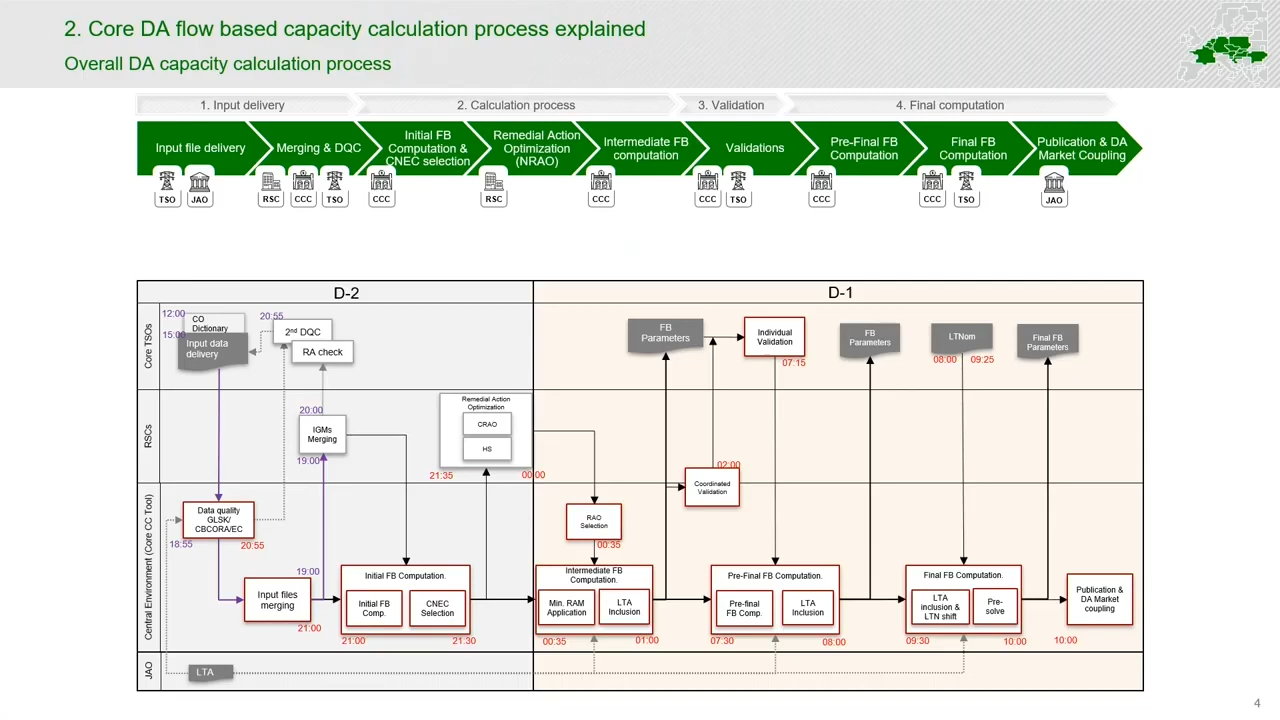 2. Core DA flow based capacity calculation process explained
Overall DA capacity calculation process
1. Input delivery
2. Calculation process
3. Validation
4. Final computation
Input file delivery
Merging & DQC
Initial FB
Computation &
CNEC selection
Remedial Action
Optimization
(NRAO)
Intermediate FB
computation
Validations
Pre-Final FB
Computation
Final FB
Computation
Publication & DA
Market Coupling
TSO
JAO
RSC
CCC
TSO
CCC
RSC
CCC
CCC
TSO
CCC
CCC
TSO
JAO
D-2
D-1
Core TSOs
12:00
CO
Dictionary
15:00
Input data
delivery
20:55
2nd DQC
RA check
FB
Parameters
Individual
Validation
07:15
FB
Parameters
LTNom
08:00
09:25
Final FB
Parameters
RSCs
20:00
IGMs
Merging
19:00
Remedial Action
Optimization
CRAO
HS
21:35
00:00
02:00
Coordinated
Validation
Central Environment (Core CC Tool)
Data quality
GLSK/
CBCORA/EC
18:55
20:55
RAO
Selection
00:35
19:00
Input files
merging
21:00
Initial FB Computation.
Initial FB
Comp.
CNEC
Selection
21:00
21:30
Intermediate FB
Computation.
Min. RAM
Application
LTA
Inclusion
00:35
01:00
Pre-Final FB Computation.
Pre-final
FB Comp.
LTA
Inclusion
07:30
08:00
Final FB Computation.
LTA
inclusion &
LTN shift
Pre-
solve
09:30
10:00
Publication
& DA Market
coupling
10:00
JAO
LTA
4